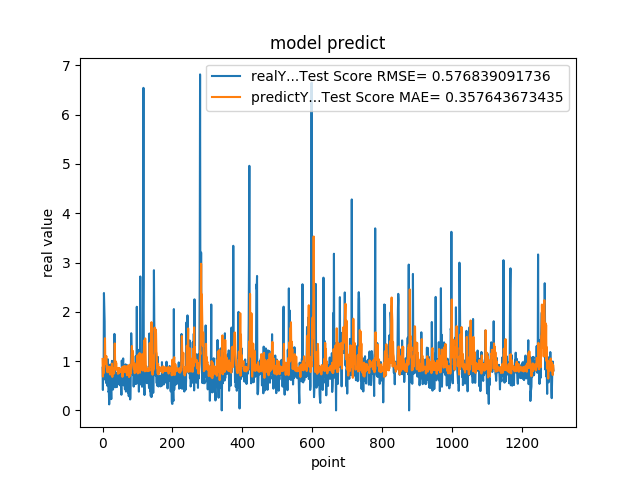 model predict
realY...Test Score RMSE= 0.576839091736
predictY...Test Score MAE= 0.357643673435
7
6
5
4
3
2
1
0
real value
0 200 400 600 800 1000 1200
point